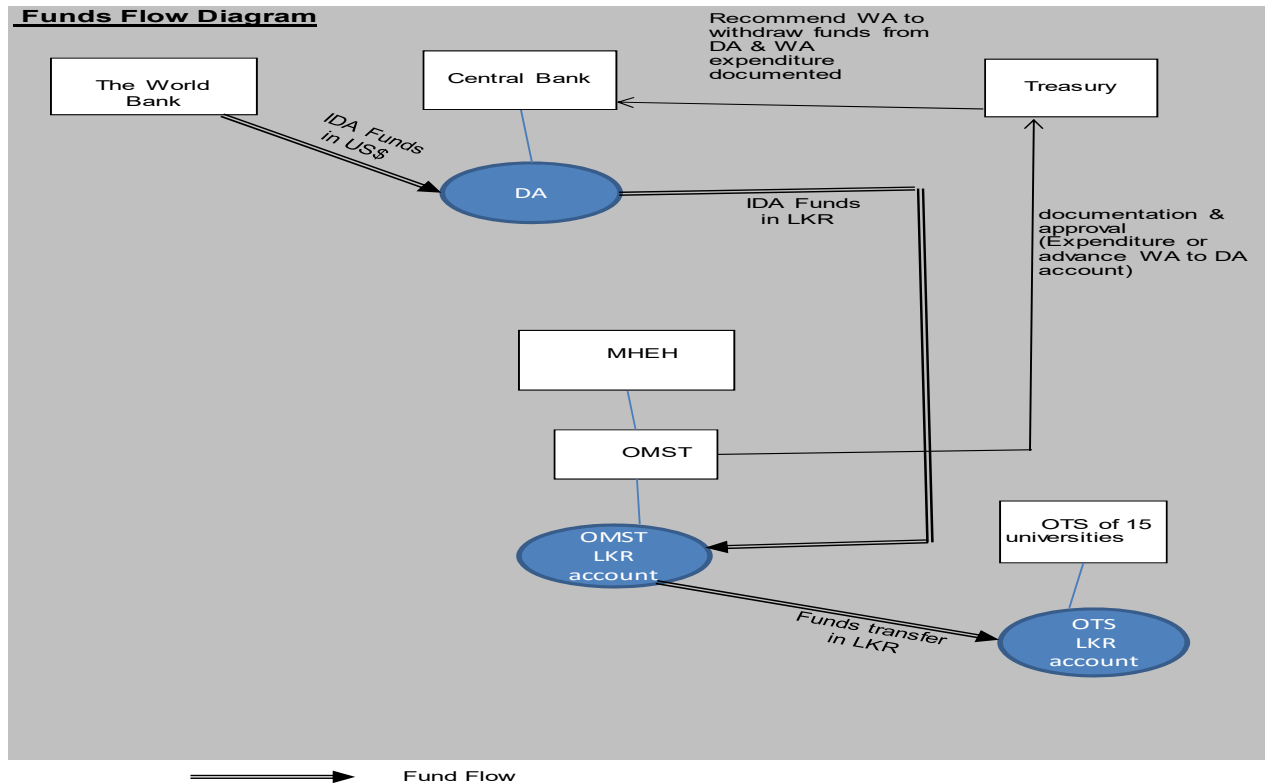 Funds Flow Diagram
Recommend WA to
withdraw funds from
DA & WA
expenditure
documented
The World
Bank
Central Bank
Treasury
IDA Funds
in US$
DA
IDA Funds
in LKR
documentation &
approval
(Expenditure or
advance WA to DA
account)
MHEH
OMST
OTS of 15
universities
OMST
LKR
account
Funds transfer
in LKR
OTS
LKR
account
Fund Flow